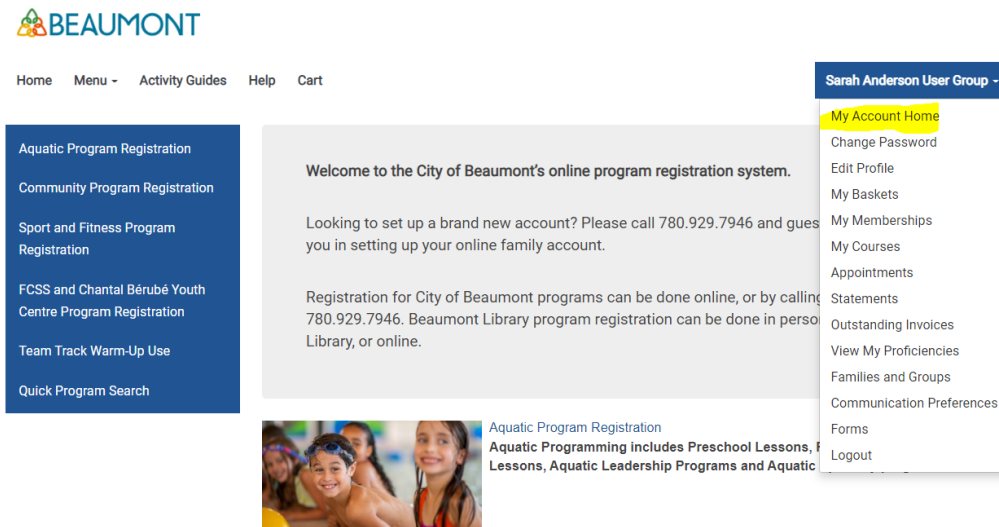 BEAUMONT
Home Menu Activity Guides Help Cart
Sarah Anderson User Group
My Account Home
Change Password
Edit Profile
My Baskets
My Memberships
My Courses
Appointments
Statements
Outstanding Invoices
View My Proficiencies
Families and Groups
Communication Preferences
Forms
Logout
Aquatic Program Registration
Community Program Registration
Sport and Fitness Program
Registration
FCSS and Chantal Bérubé Youth
Centre Program Registration
Team Track Warm-Up Use
Quick Program Search
Welcome to the City of Beaumont's online program registration system.
Looking to set up a brand new account? Please call 780.929.7946 and
you in setting up your online family account.
Registration for City of Beaumont programs can be done online, or by calling
780.929.7946. Beaumont Library program registration can be done in
Library, or online.
Aquatic Program Registration
Aquatic Programming includes Preschool Lessons,
Lessons, Aquatic Leadership Programs and Aquatic